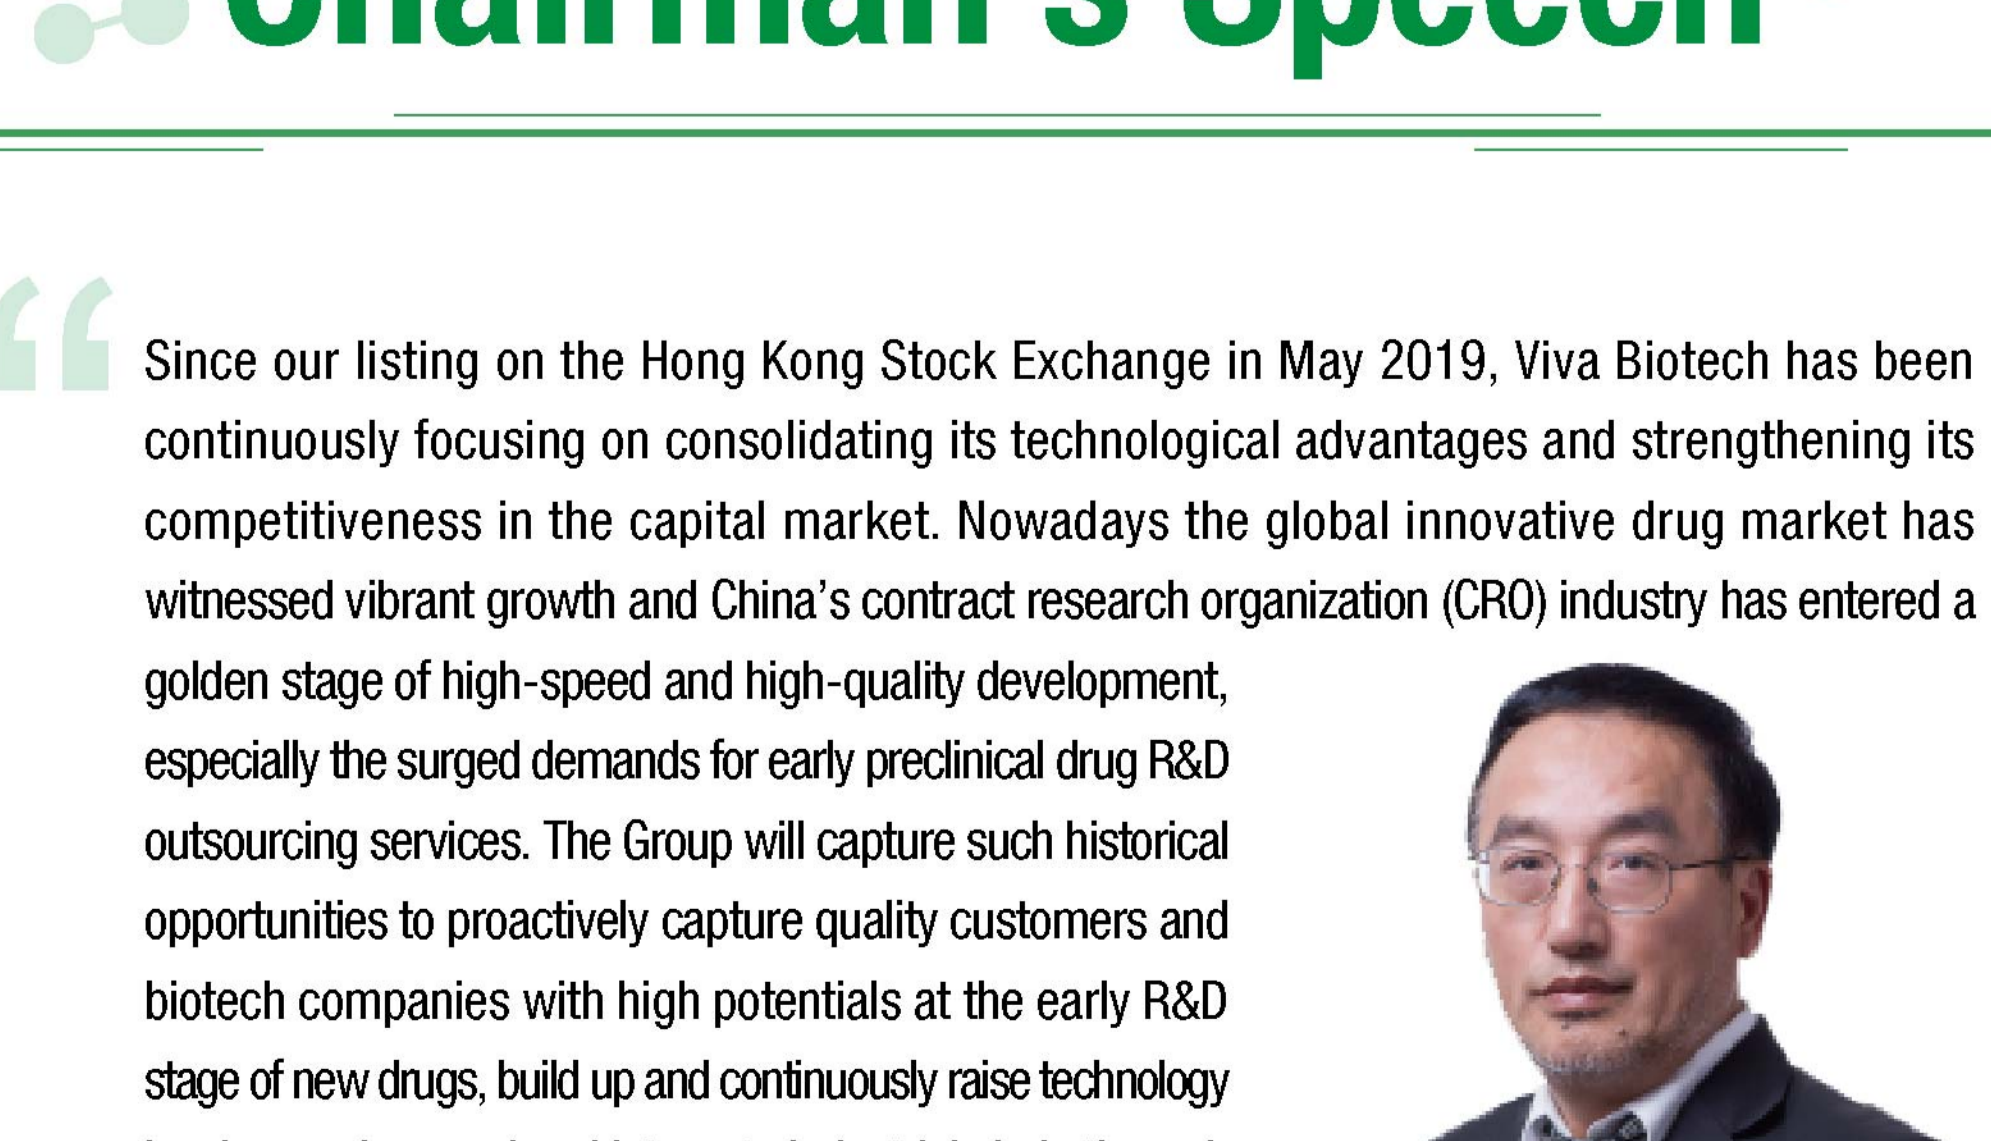 Chairman's Speech
Since our listing on the Hong Kong Stock Exchange in May 2019, Viva Biotech has been
continuously focusing on consolidating its technological advantages and strengthening its
competitiveness in the capital market. Nowadays the global innovative drug market has
witnessed vibrant growth and China's contract research organization (CRO) industry has entered a
golden stage of high-speed and high-quality development,
especially the surged demands for early preclinical drug R&D
outsourcing services. The Group will capture such historical
opportunities to proactively capture quality customers and
biotech companies with high potentials at the early R&D
stage of new drugs, build up and continuously raise technology